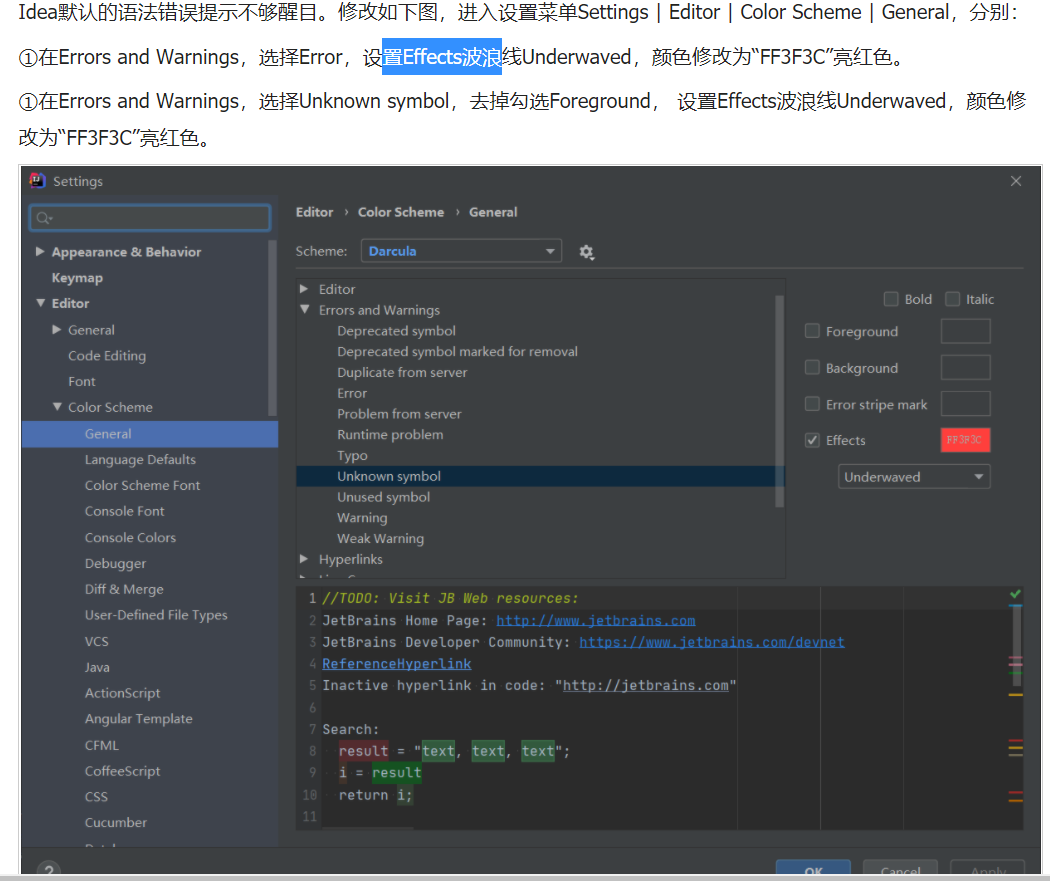 Idea默认的语法错误提示不够醒目。修改如下图，进入设置菜单Settings | Editor | Color Scheme | General，分别：
①在Errors and Warnings，选择Error，设置Effects波浪线Underwaved，颜色修改为“FF3F3C”亮红色。
①在Errors and Warnings，选择Unknown symbol，去掉勾选Foreground， 设置Effects波浪线Underwaved，颜色修
改为“FF3F3C”亮红色。
Settings
Appearance & Behavior
Keymap
Editor
General
Code Editing
Font
Color Scheme
General
Language Defaults
Color Scheme Font
Console Font
Console Colors
Debugger
Diff & Merge
User-Defined File Types
VCS
Java
ActionScript
Angular Template
CFML
CoffeeScript
CSS
Cucumber
Editor › Color Scheme › General
Scheme: Darcula
Editor
Errors and Warnings
Deprecated symbol
Deprecated symbol marked for removal
Duplicate from server
Error
Problem from server
Runtime problem
Typo
Unknown symbol
Unused symbol
Warning
Weak Warning
Hyperlinks
Bold Italic
Foreground
Background
Error stripe mark
Effects FF3F3C
Underwaved
1 //TODO: Visit JB Web resources:
2 JetBrains Home Page: http://www.jetbrains.com
3 JetBrains Developer Community: https://www.jetbrains.com/devnet
4 ReferenceHyperlink
5 Inactive hyperlink in code: "http://jetbrains.com"
6
7 Search:
8 result = "text, text, text";
9 i = result
10 return i;
11
?
OK Cancel Apply